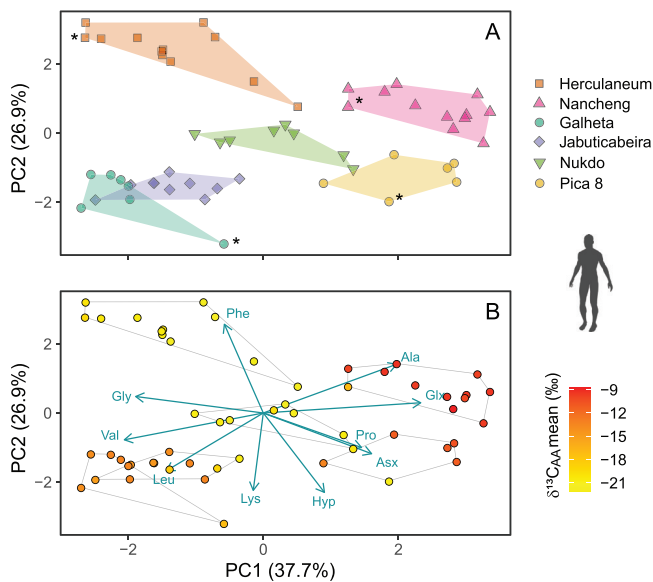 A
*
*
*
*
2
0
−2
PC2 (26.9%)
Herculaneum
Nancheng
Galheta
Jabuticabeira
Nukdo
Pica 8
B
Phe
Ala
Gly
Glx
Val
Pro
Asx
Leu
Lys
Hyp
2
0
−2
PC2 (26.9%)
−2
0
2
PC1 (37.7%)
δ¹³C_AA mean (‰)
−9
−12
−15
−18
−21